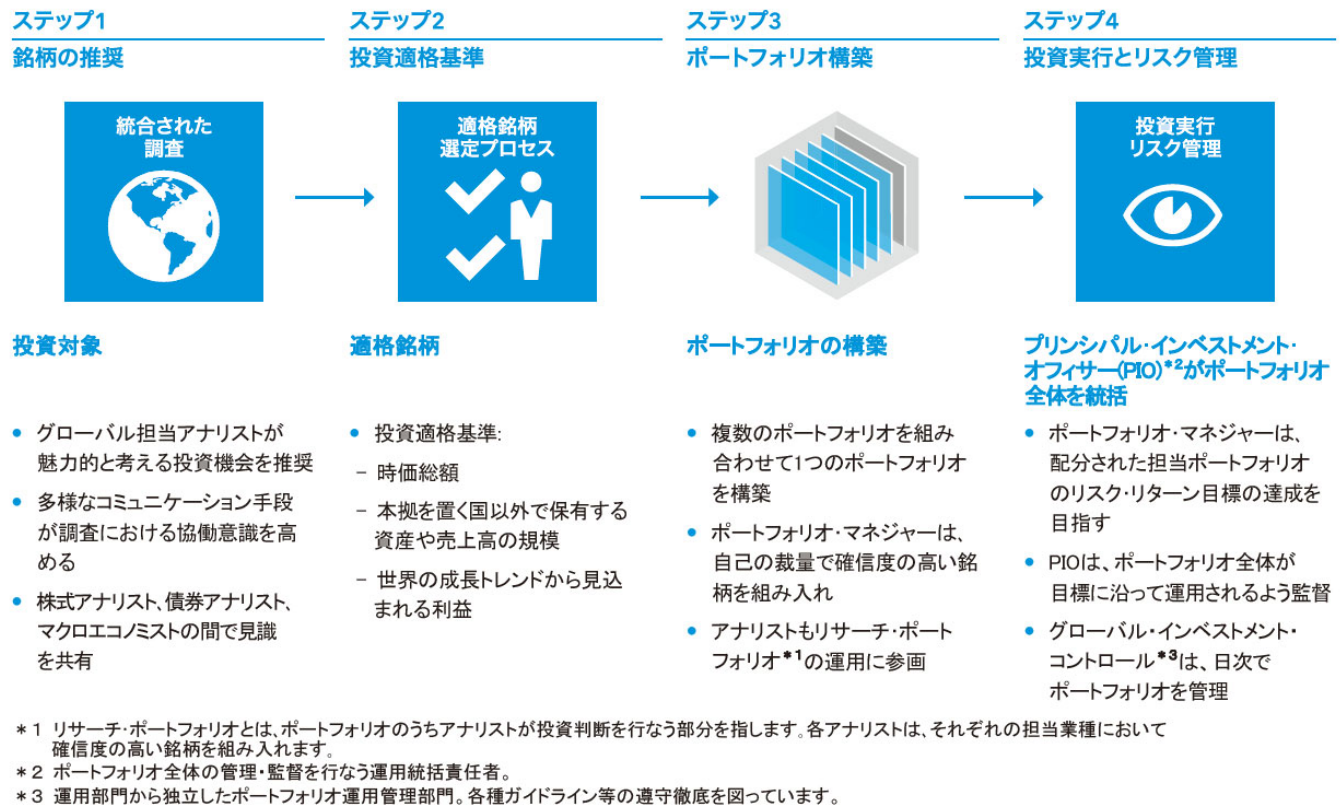 ステップ1
銘柄の推奨
統合された
調査
投資対象
● グローバル担当アナリストが
魅力的と考える投資機会を推奨
● 多様なコミュニケーション手段
が調査における協働意識を高
める
● 株式アナリスト、債券アナリスト、
マクロエコノミストの間で見識
を共有
ステップ2
投資適格基準
適格銘柄
選定プロセス
適格銘柄
● 投資適格基準:
− 時価総額
− 本拠を置く国以外で保有する
資産や売上高の規模
− 世界の成長トレンドから見込
まれる利益
ステップ3
ポートフォリオ構築
ポートフォリオの構築
● 複数のポートフォリオを組み
合わせて1つのポートフォリオ
を構築
● ポートフォリオ・マネジャーは、
自己の裁量で確信度の高い銘
柄を組み入れ
● アナリストもリサーチ・ポート
フォリオ*1の運用に参画
ステップ4
投資実行とリスク管理
投資実行
リスク管理
プリンシパル・インベストメント・
オフィサー(PIO)*2がポートフォリオ
全体を統括
● ポートフォリオ・マネジャーは、
配分された担当ポートフォリオ
のリスク・リターン目標の達成を
目指す
● PIOは、ポートフォリオ全体が
目標に沿って運用されるよう監督
● グローバル・インベストメント・
コントロール*3は、日次で
ポートフォリオを管理
*1 リサーチ・ポートフォリオとは、ポートフォリオのうちアナリストが投資判断を行なう部分を指します。各アナリストは、それぞれの担当業種において
確信度の高い銘柄を組み入れます。
*2 ポートフォリオ全体の管理・監督を行なう運用統括責任者。
*3 運用部門から独立したポートフォリオ運用管理部門。各種ガイドライン等の遵守徹底を図っています。